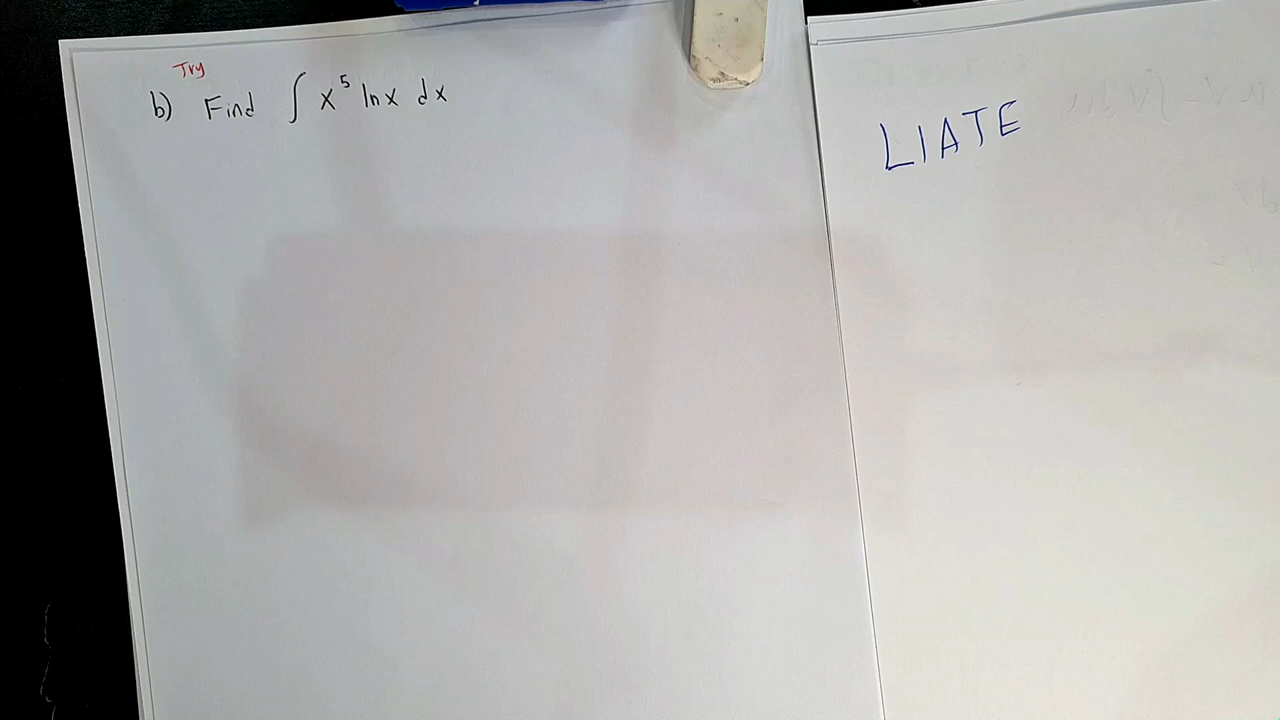 Try
b) Find ∫ x⁵ ln x dx
LIATE